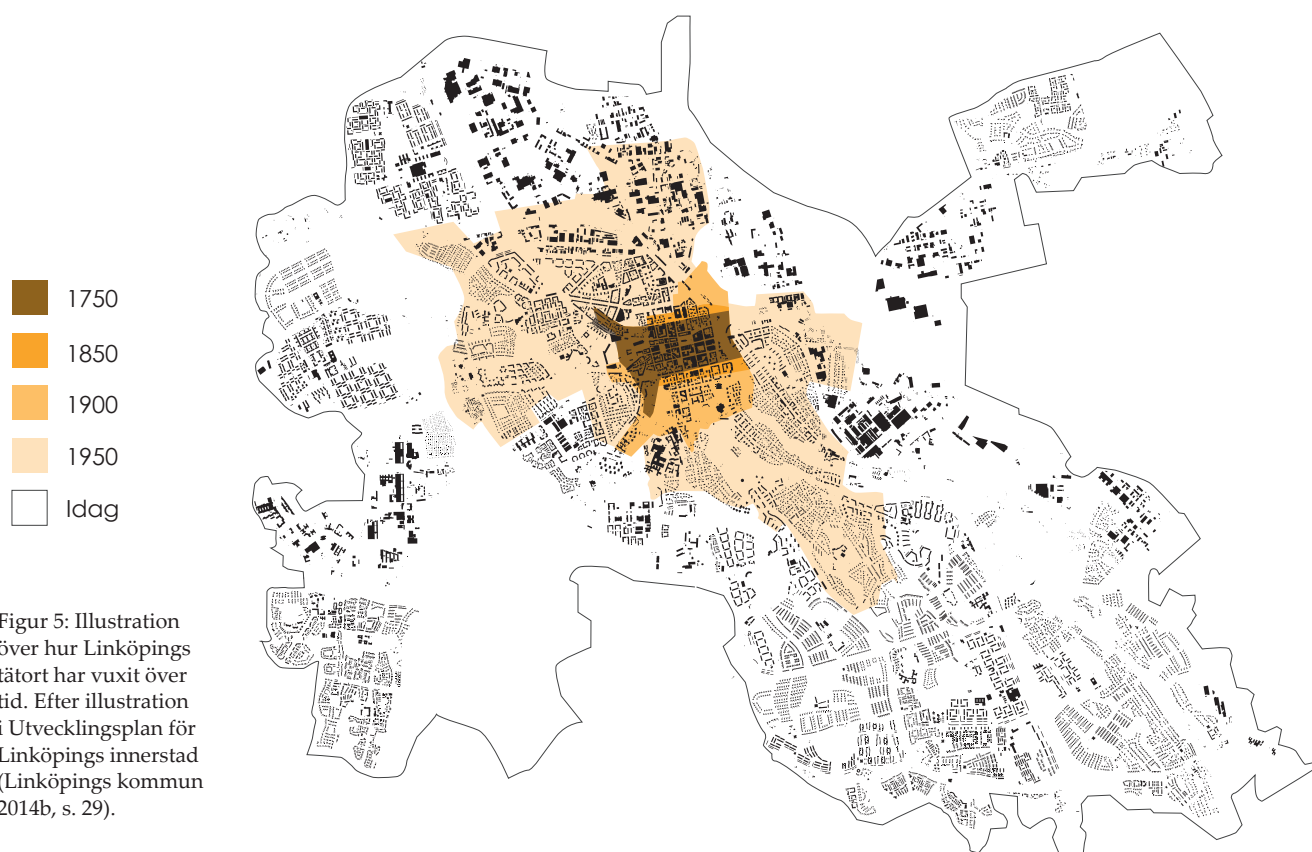 1750
1850
1900
1950
Idag
Figur 5: Illustration
över hur Linköpings
tätort har vuxit över
tid. Efter illustration
i Utvecklingsplan för
Linköpings innerstad
(Linköpings kommun
2014b, s. 29).